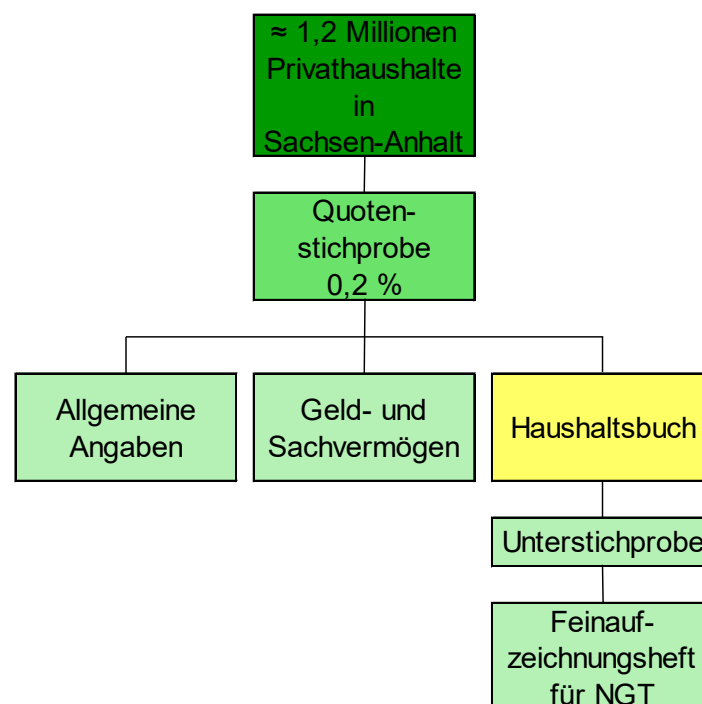 ≈ 1,2 Millionen
Privathaushalte
in
Sachsen-Anhalt
Quoten-
stichprobe
0,2 %
Allgemeine
Angaben
Geld- und
Sachvermögen
Haushaltsbuch
Unterstichprobe
Feinauf-
zeichnungsheft
für NGT